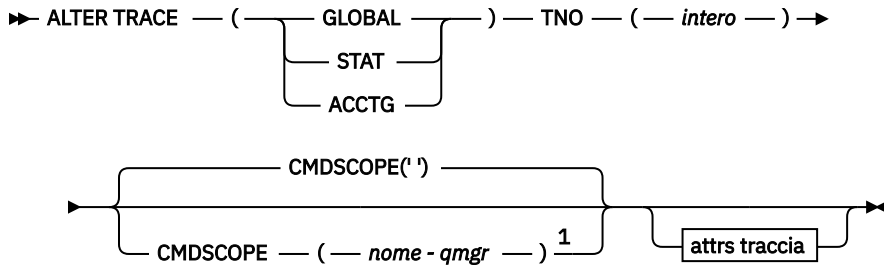 ALTER TRACE ( GLOBAL ) TNO ( intero )
STAT
ACCTG
CMDSCOPE(' ')
CMDSCOPE ( nome - qmgr ) 1
attrs traccia